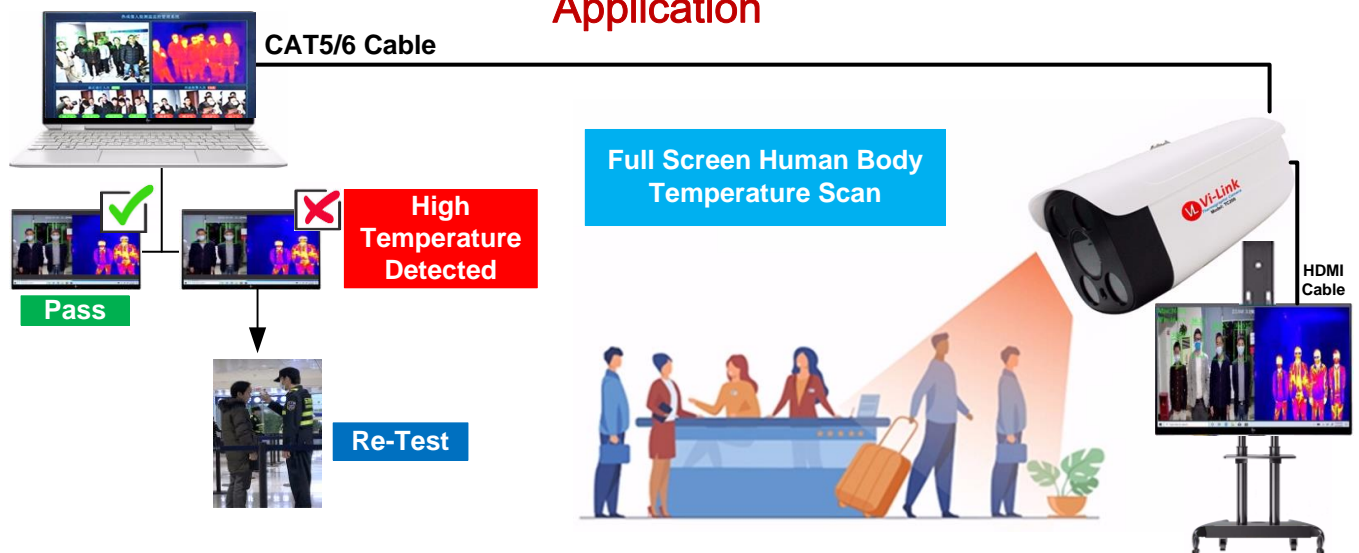 Application
CAT5/6 Cable
Full Screen Human Body
Temperature Scan
VL Vi-Link
High
Temperature
Detected
Pass
HDMI
Cable
Re-Test